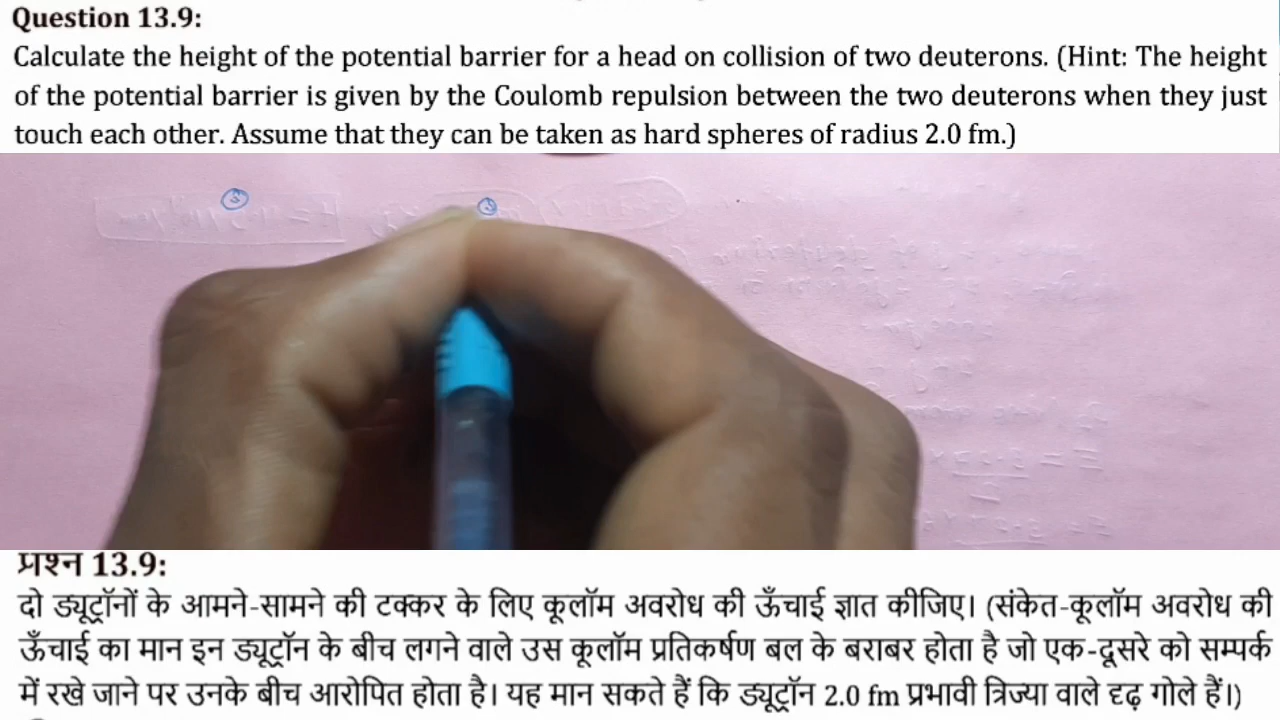 Question 13.9:
Calculate the height of the potential barrier for a head on collision of two deuterons. (Hint: The height
of the potential barrier is given by the Coulomb repulsion between the two deuterons when they just
touch each other. Assume that they can be taken as hard spheres of radius 2.0 fm.)
प्रश्न 13.9:
दो ड्यूट्रॉनों के आमने-सामने की टक्कर के लिए कूलॉम अवरोध की ऊँचाई ज्ञात कीजिए। (संकेत-कूलॉम अवरोध की
ऊँचाई का मान इन ड्यूट्रॉन के बीच लगने वाले उस कूलॉम प्रतिकर्षण बल के बराबर होता है जो एक-दूसरे को सम्पर्क
में रखे जाने पर उनके बीच आरोपित होता है। यह मान सकते हैं कि ड्यूट्रॉन 2.0 fm प्रभावी त्रिज्या वाले दृढ़ गोले हैं।)